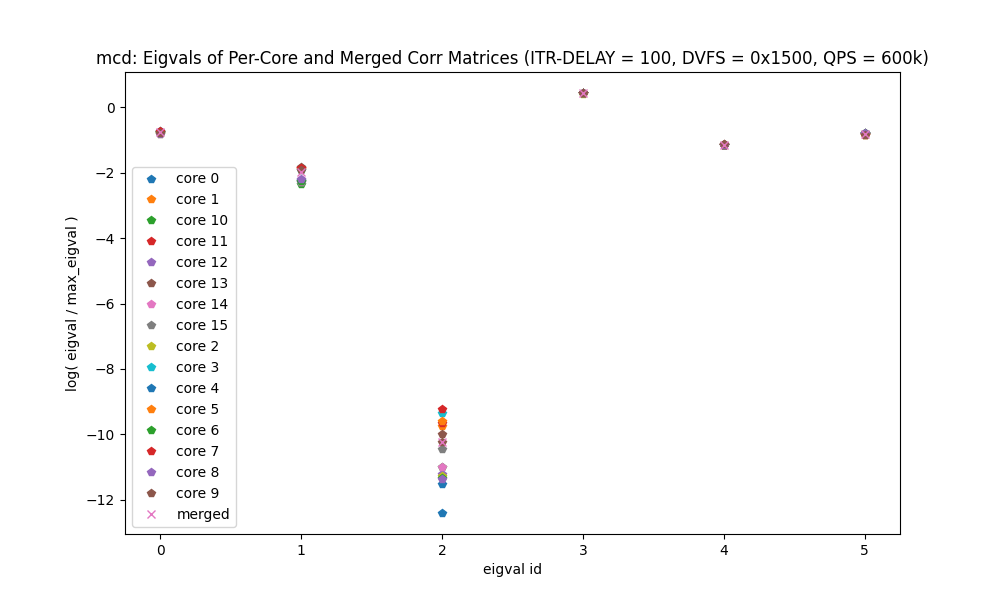 mcd: Eigvals of Per-Core and Merged Corr Matrices (ITR-DELAY = 100, DVFS = 0x1500, QPS = 600k)
log( eigval / max_eigval )
0
−2
−4
−6
−8
−10
−12
core 0
core 1
core 10
core 11
core 12
core 13
core 14
core 15
core 2
core 3
core 4
core 5
core 6
core 7
core 8
core 9
merged
0 1 2 3 4 5
eigval id